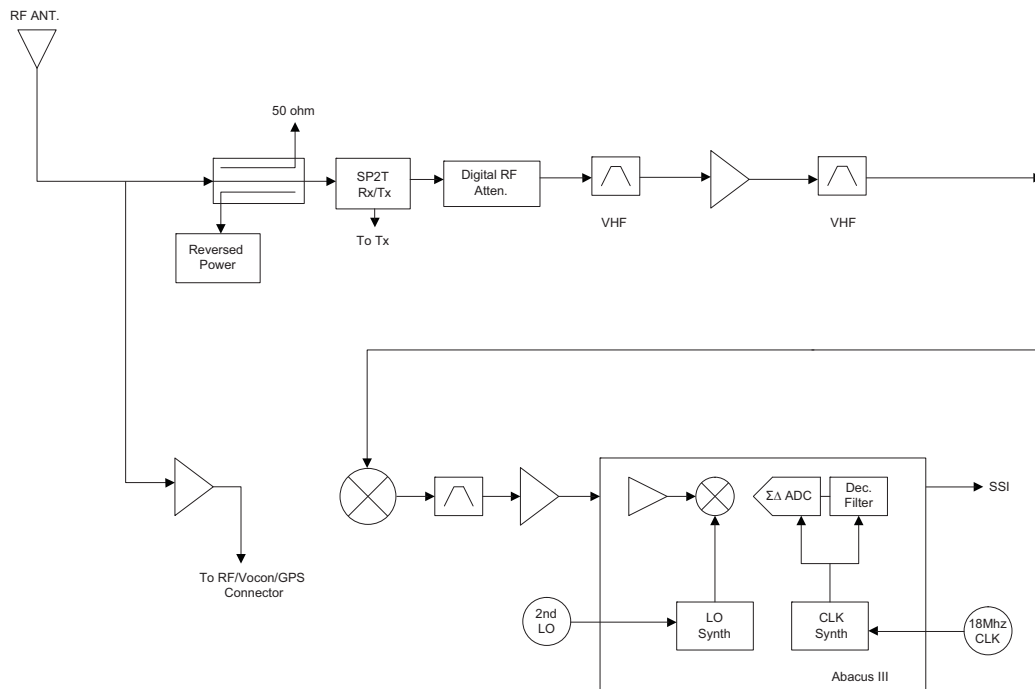 RF ANT.
50 ohm
SP2T
Rx/Tx
Digital RF
Atten.
To Tx
VHF
VHF
Reversed
Power
ΣΔ ADC
Dec.
Filter
SSI
To RF/Vocon/GPS
Connector
2nd
LO
LO
Synth
CLK
Synth
18Mhz
CLK
Abacus III